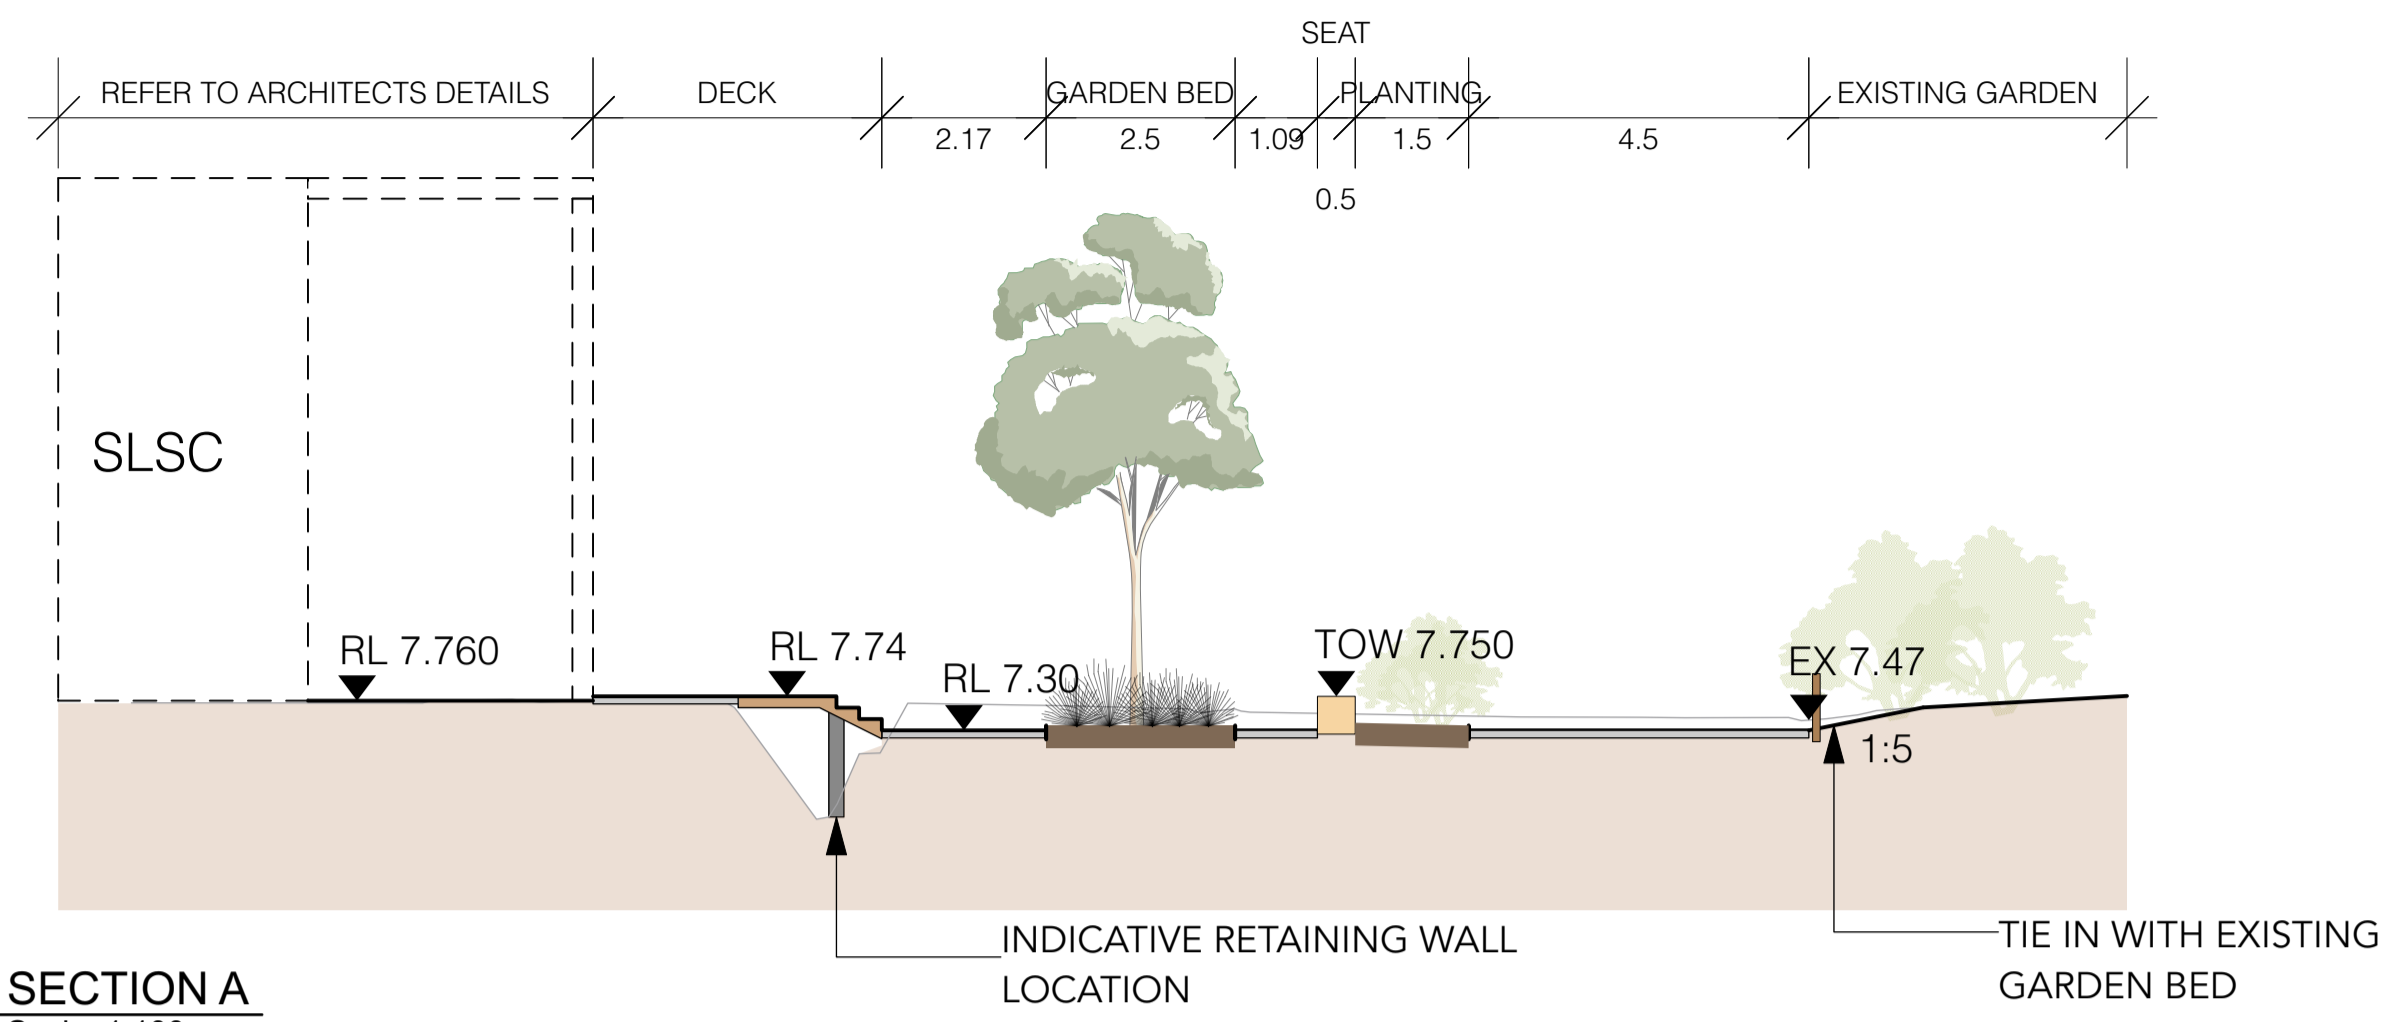 SEAT
REFER TO ARCHITECTS DETAILS
DECK
GARDEN BED
PLANTING
EXISTING GARDEN
2.17
2.5
1.09
1.5
4.5
0.5
SLSC
RL 7.760
RL 7.74
RL 7.30
TOW 7.750
EX 7.47
1:5
INDICATIVE RETAINING WALL
LOCATION
TIE IN WITH EXISTING
GARDEN BED
SECTION A